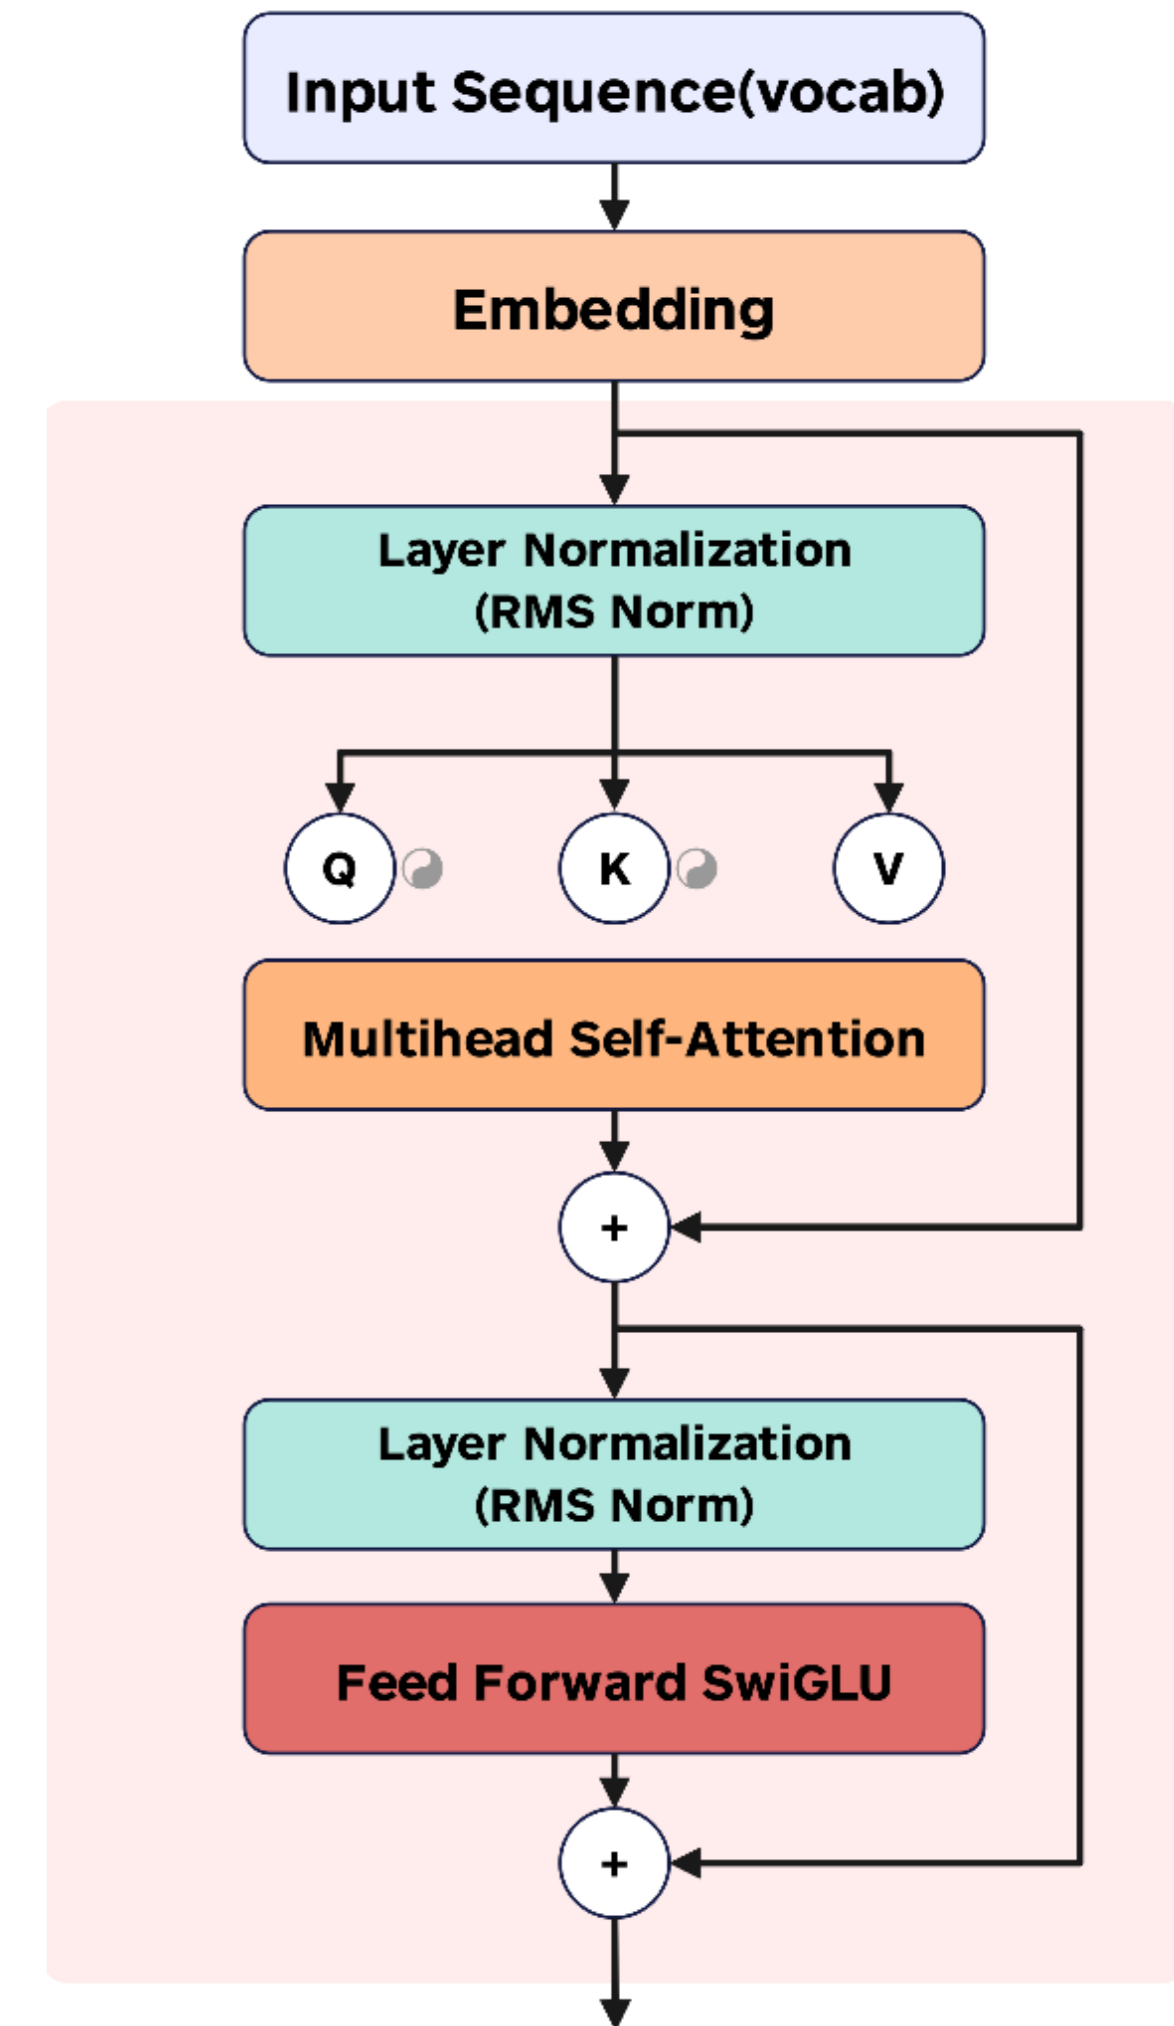 Input Sequence(vocab)
Embedding
Layer Normalization
(RMS Norm)
Q
K
V
Multihead Self-Attention
+
Layer Normalization
(RMS Norm)
Feed Forward SwiGLU
+